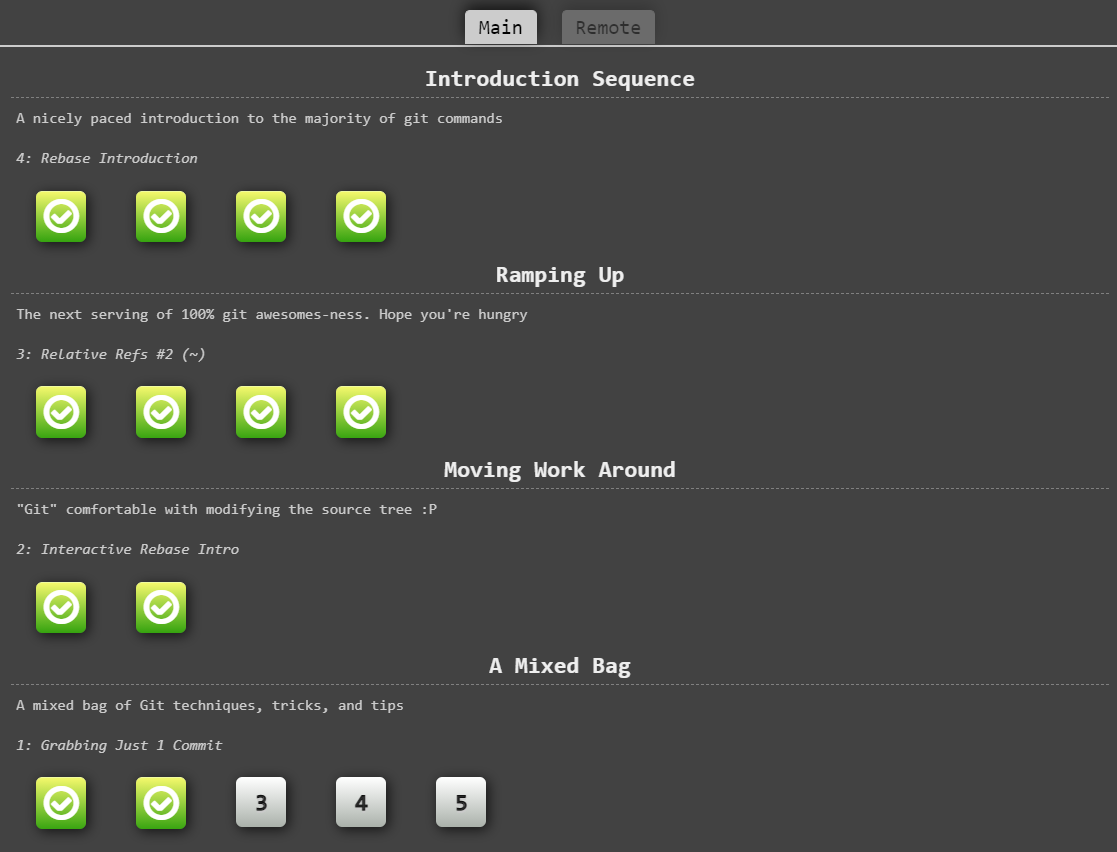 Main Remote
Introduction Sequence
A nicely paced introduction to the majority of git commands
4: Rebase Introduction
Ramping Up
The next serving of 100% git awesomes-ness. Hope you're hungry
3: Relative Refs #2 (~)
Moving Work Around
"Git" comfortable with modifying the source tree :P
2: Interactive Rebase Intro
A Mixed Bag
A mixed bag of Git techniques, tricks, and tips
1: Grabbing Just 1 Commit
3 4 5